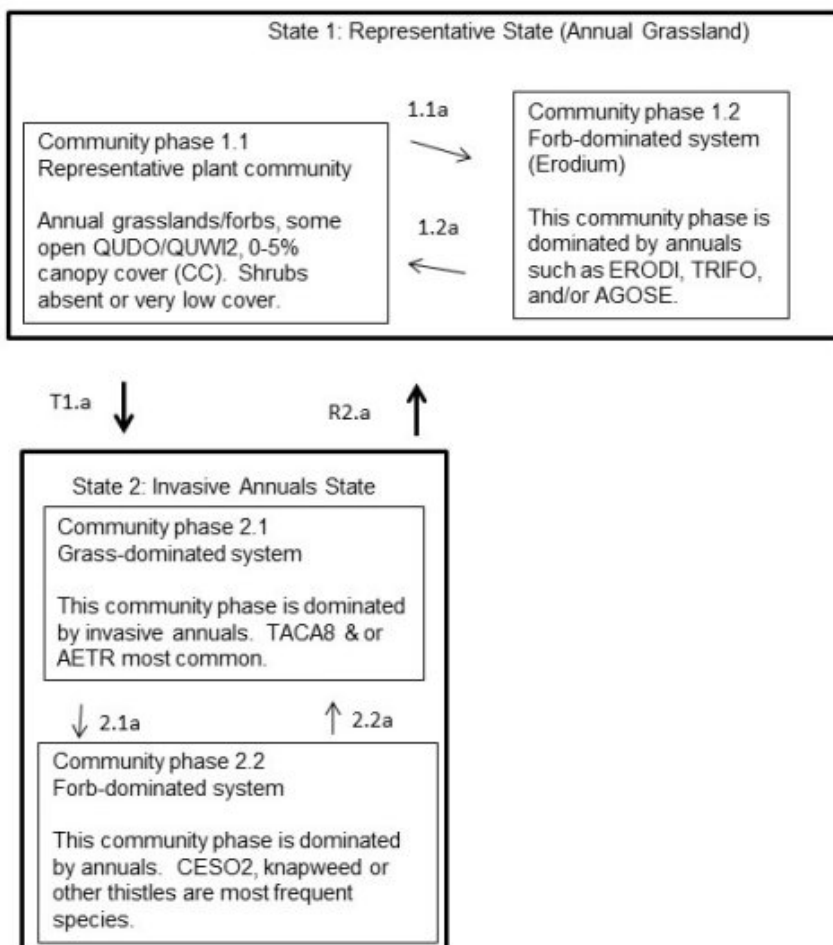 State 1: Representative State (Annual Grassland)
Community phase 1.1
Representative plant community
Annual grasslands/forbs, some
open QUDO/QUWI2, 0-5%
canopy cover (CC). Shrubs
absent or very low cover.
1.1a
1.2a
Community phase 1.2
Forb-dominated system
(Erodium)
This community phase is
dominated by annuals
such as ERODI, TRIFO,
and/or AGOSE.
T1.a
R2.a
State 2: Invasive Annuals State
Community phase 2.1
Grass-dominated system
This community phase is dominated
by invasive annuals. TACA8 & or
AETR most common.
2.1a
2.2a
Community phase 2.2
Forb-dominated system
This community phase is dominated
by annuals. CESO2, knapweed or
other thistles are most frequent
species.